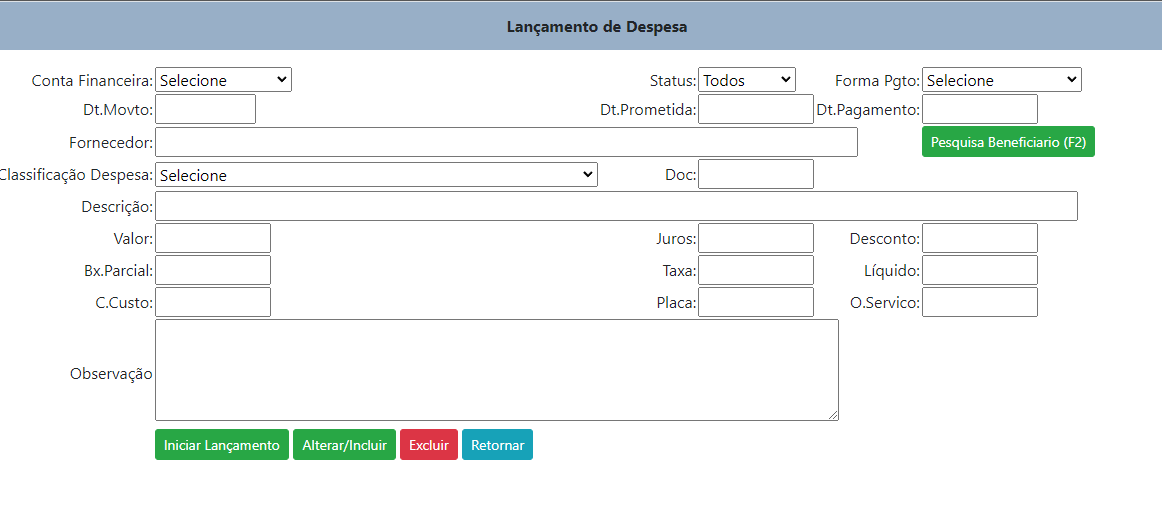 Lançamento de Despesa
Conta Financeira: Selecione Status: Todos Forma Pgto: Selecione
Dt.Movto: Dt.Prometida: Dt.Pagamento:
Fornecedor: Pesquisa Beneficiario (F2)
Classificação Despesa: Selecione Doc:
Descrição:
Valor: Juros: Desconto:
Bx.Parcial: Taxa: Líquido:
C.Custo: Placa: O.Servico:
Observação
Iniciar Lançamento Alterar/Incluir Excluir Retornar